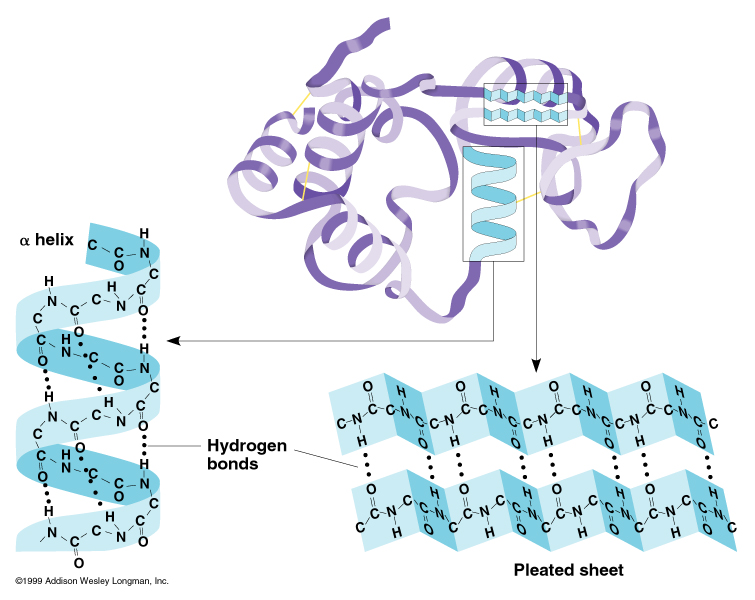 α helix
Hydrogen
bonds
Pleated sheet
©1999 Addison Wesley Longman, Inc.